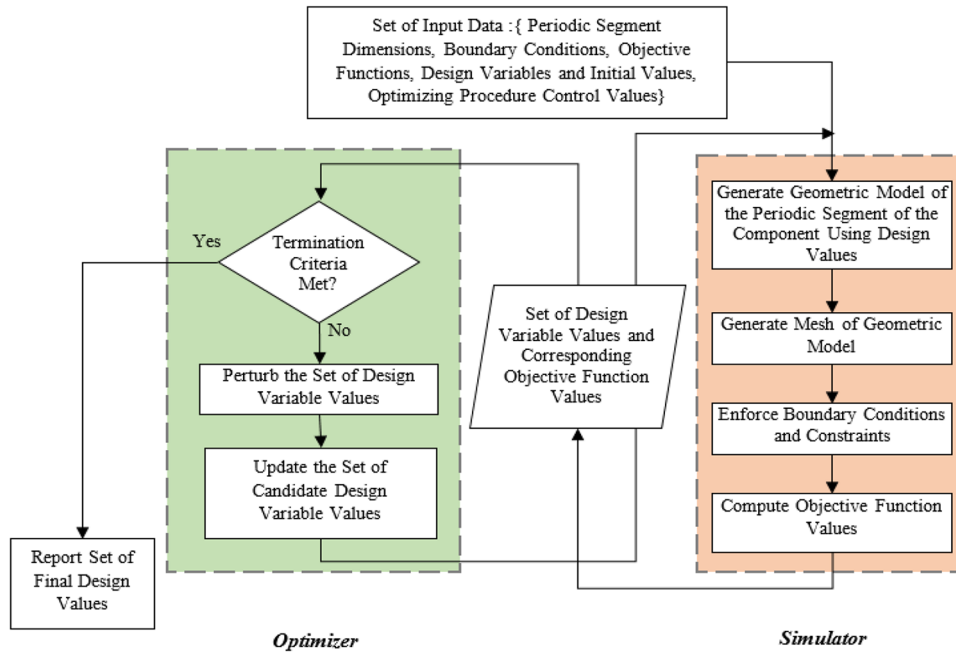 Set of Input Data :{ Periodic Segment
Dimensions, Boundary Conditions, Objective
Functions, Design Variables and Initial Values,
Optimizing Procedure Control Values}
Generate Geometric Model of
the Periodic Segment of the
Component Using Design
Values
Generate Mesh of Geometric
Model
Enforce Boundary Conditions
and Constraints
Compute Objective Function
Values
Set of Design
Variable Values and
Corresponding
Objective Function
Values
Termination
Criteria
Met?
Yes
No
Perturb the Set of Design
Variable Values
Update the Set of
Candidate Design
Variable Values
Report Set of
Final Design
Values
Optimizer
Simulator